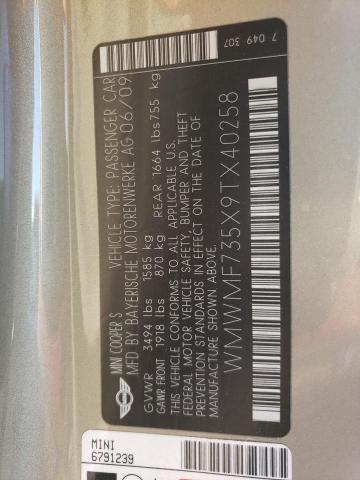 7 049 307
MINI COOPER S VEHICLE TYPE: PASSENGER CAR
MFD BY BAYERISCHE MOTORENWERKE AG 06/09
GVWR 3494 lbs 1585 kg
GAWR FRONT 1918 lbs 870 kg REAR 1664 lbs 755 kg
THIS VEHICLE CONFORMS TO ALL APPLICABLE U.S.
FEDERAL MOTOR VEHICLE SAFETY, BUMPER AND THEFT
PREVENTION STANDARDS IN EFFECT ON THE DATE OF
MANUFACTURE SHOWN ABOVE.
WMWMF735X9TX40258
MINI
6791239